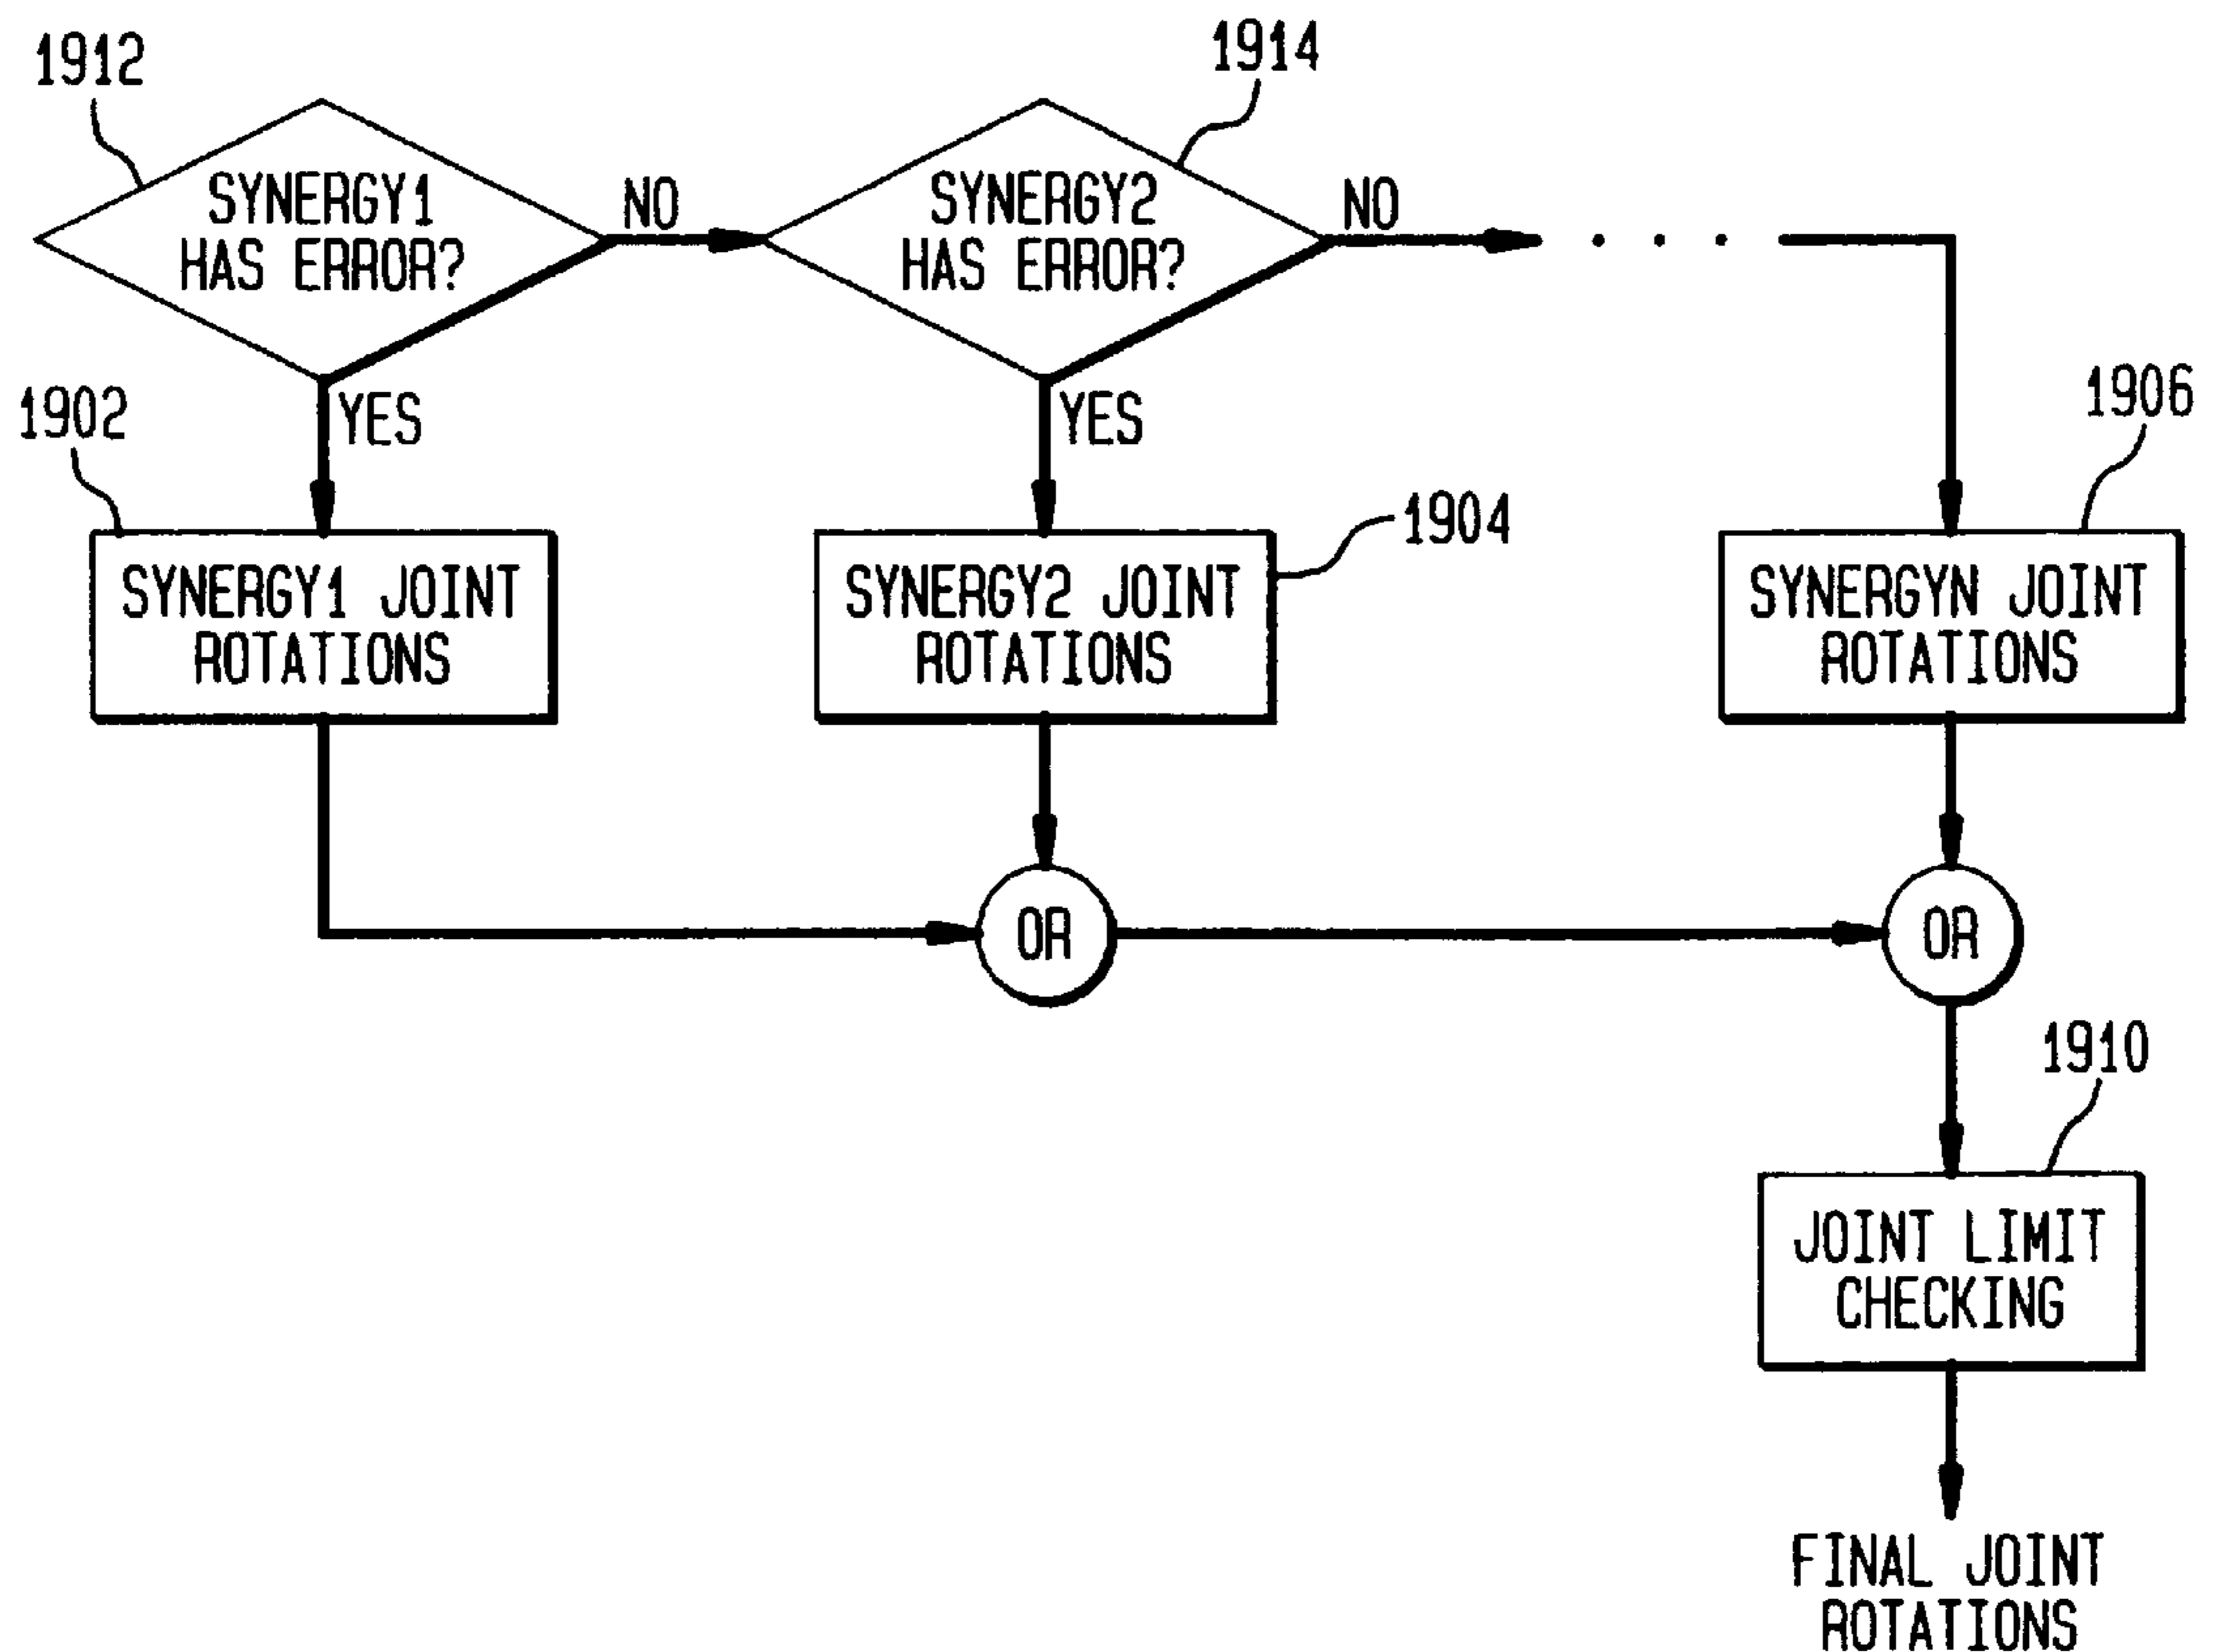 1912
1914
SYNERGY1
HAS ERROR?
NO
SYNERGY2
HAS ERROR?
NO
1902
YES
YES
1906
1904
SYNERGY1 JOINT
ROTATIONS
SYNERGY2 JOINT
ROTATIONS
SYNERGYN JOINT
ROTATIONS
OR
OR
1910
JOINT LIMIT
CHECKING
FINAL JOINT
ROTATIONS